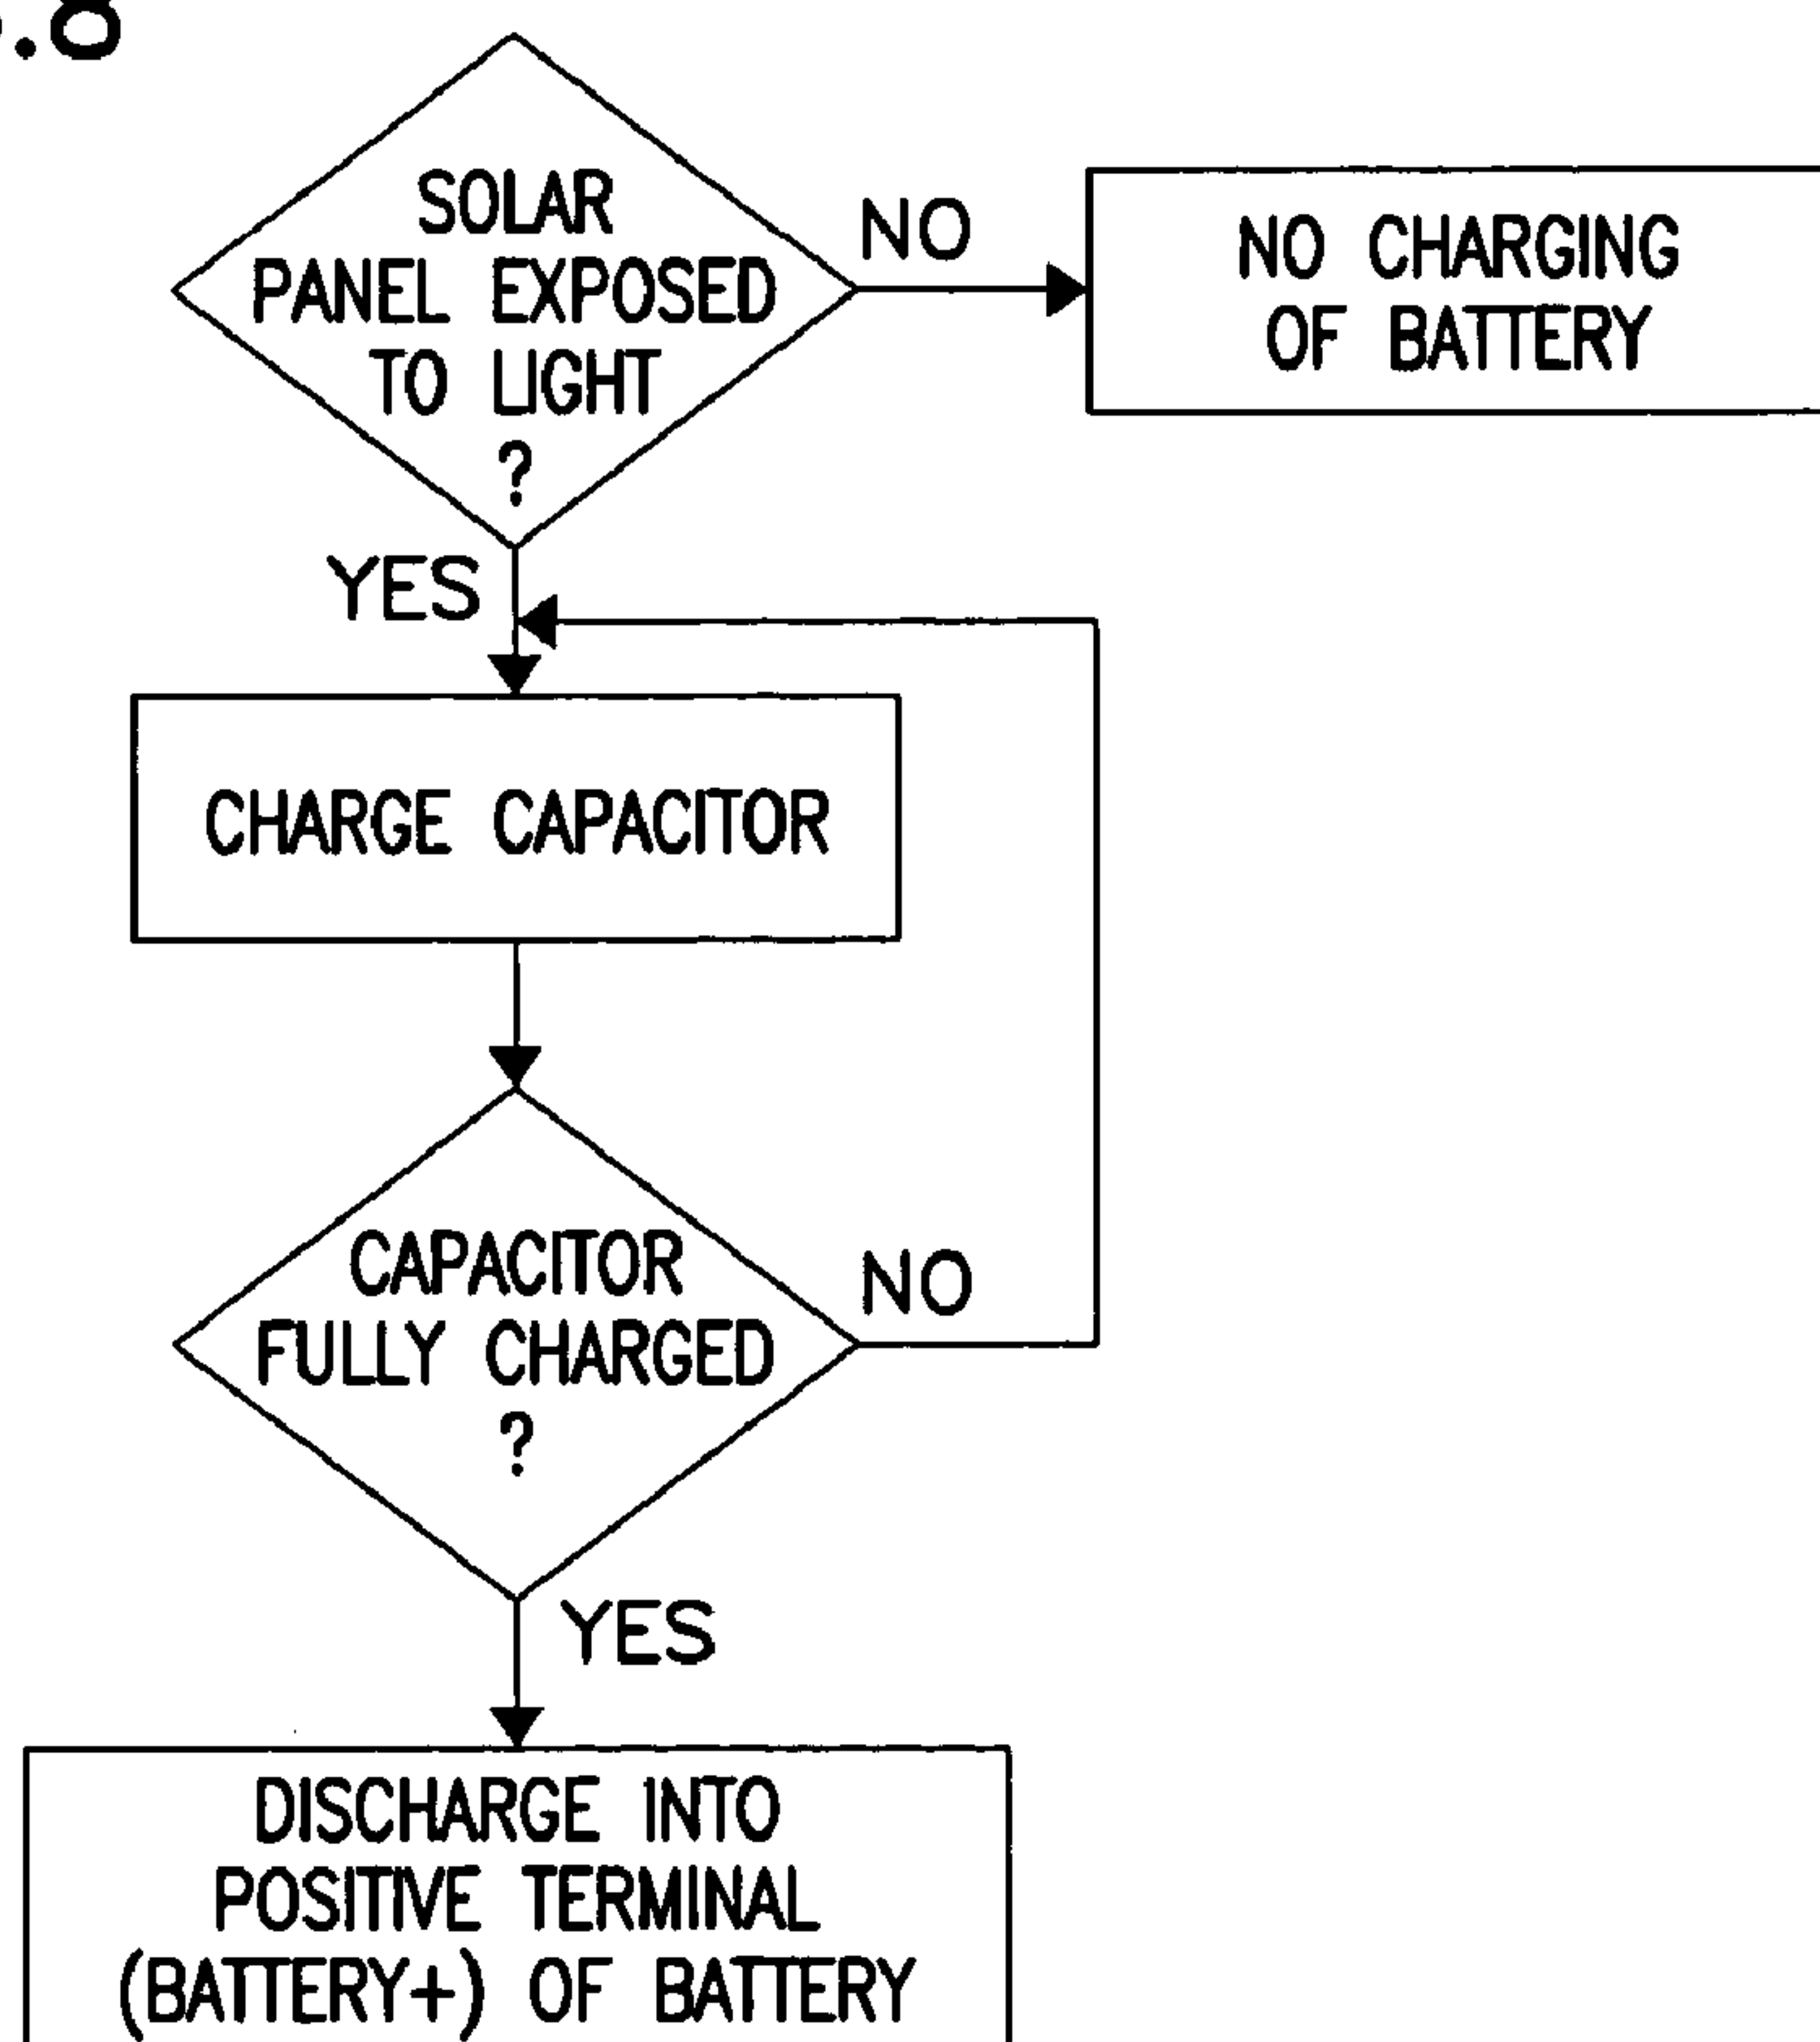 .8
SOLAR
PANEL EXPOSED
TO LIGHT
?
NO
NO CHARGING
OF BATTERY
YES
CHARGE CAPACITOR
CAPACITOR
FULLY CHARGED
?
NO
YES
DISCHARGE INTO
POSITIVE TERMINAL
(BATTERY+) OF BATTERY